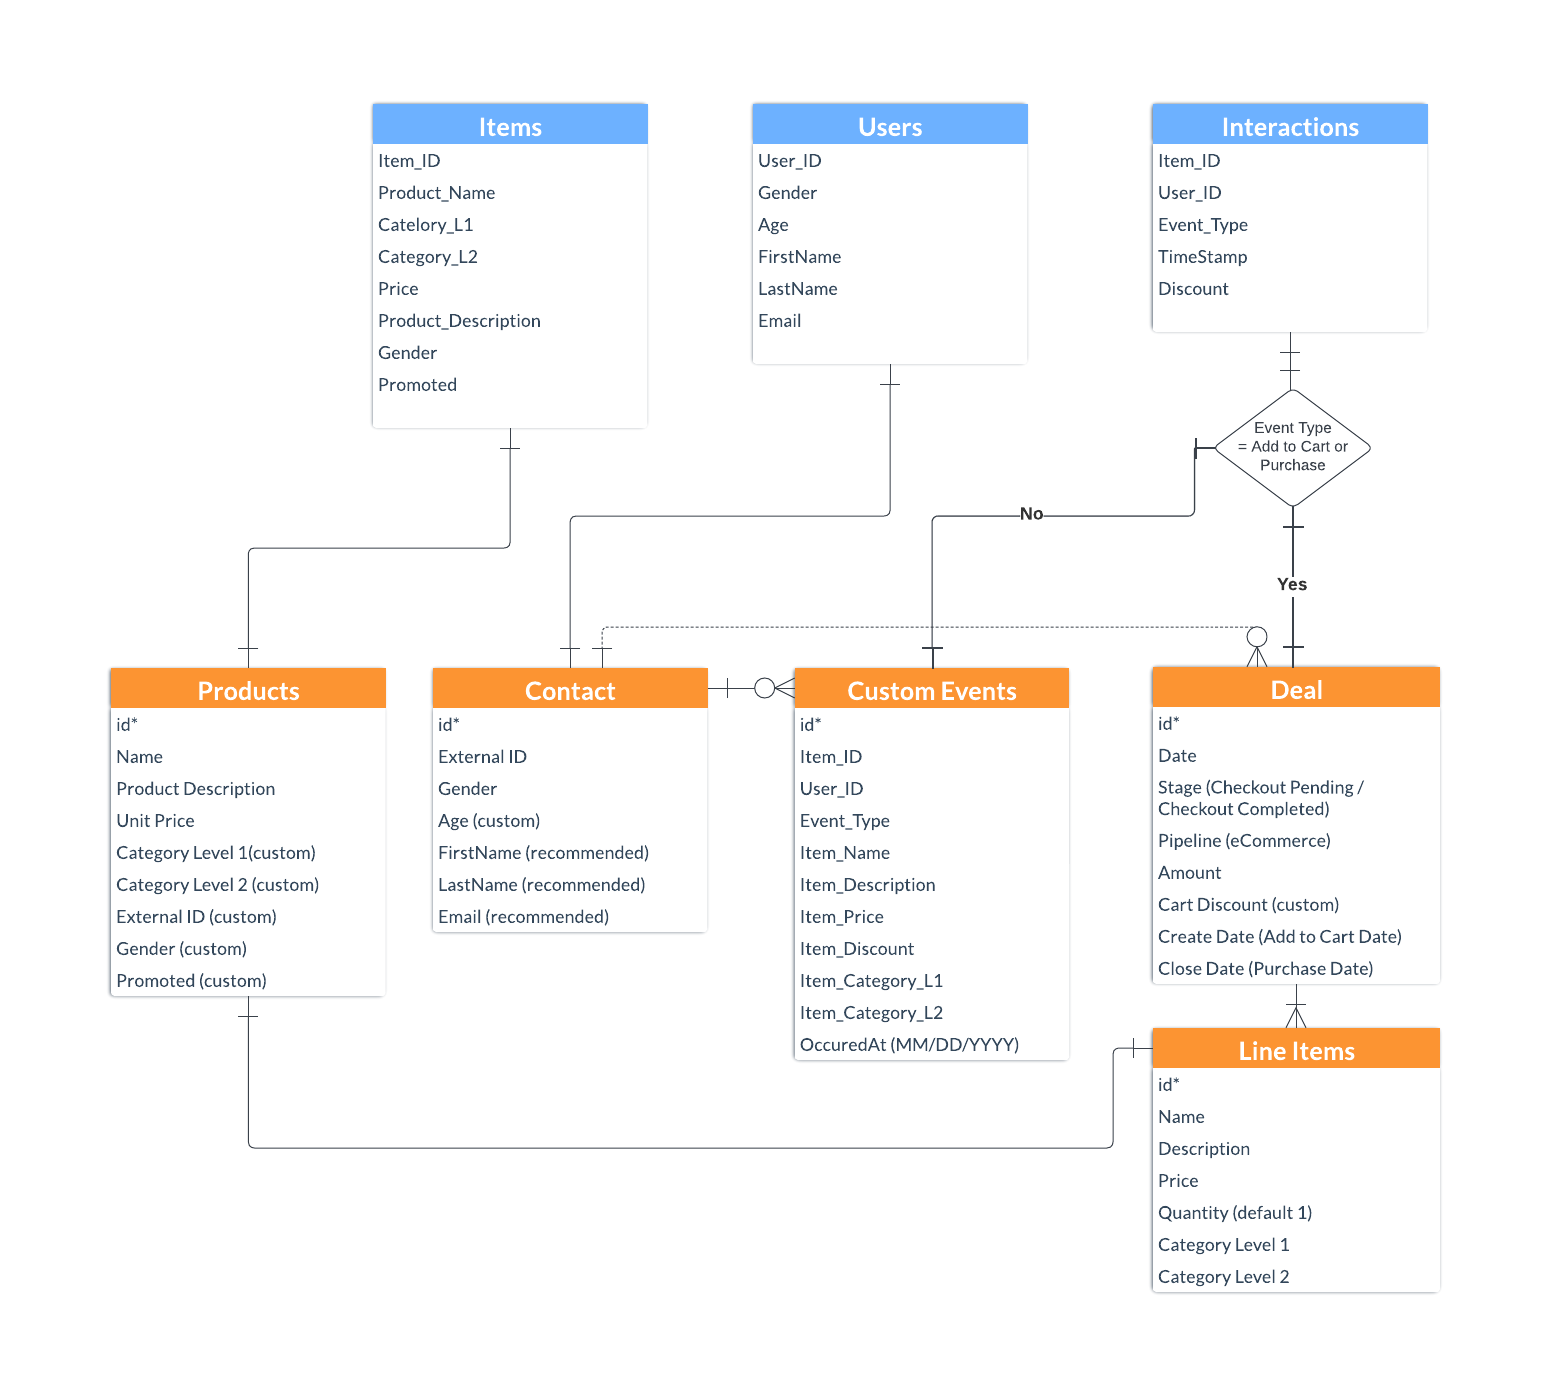 Items
Item_ID
Product_Name
Catelory_L1
Category_L2
Price
Product_Description
Gender
Promoted
Users
User_ID
Gender
Age
FirstName
LastName
Email
Interactions
Item_ID
User_ID
Event_Type
TimeStamp
Discount
Event Type
= Add to Cart or
Purchase
No
Yes
Products
id*
Name
Product Description
Unit Price
Category Level 1(custom)
Category Level 2 (custom)
External ID (custom)
Gender (custom)
Promoted (custom)
Contact
id*
External ID
Gender
Age (custom)
FirstName (recommended)
LastName (recommended)
Email (recommended)
Custom Events
id*
Item_ID
User_ID
Event_Type
Item_Name
Item_Description
Item_Price
Item_Discount
Item_Category_L1
Item_Category_L2
OccuredAt (MM/DD/YYYY)
Deal
id*
Date
Stage (Checkout Pending /
Checkout Completed)
Pipeline (eCommerce)
Amount
Cart Discount (custom)
Create Date (Add to Cart Date)
Close Date (Purchase Date)
Line Items
id*
Name
Description
Price
Quantity (default 1)
Category Level 1
Category Level 2